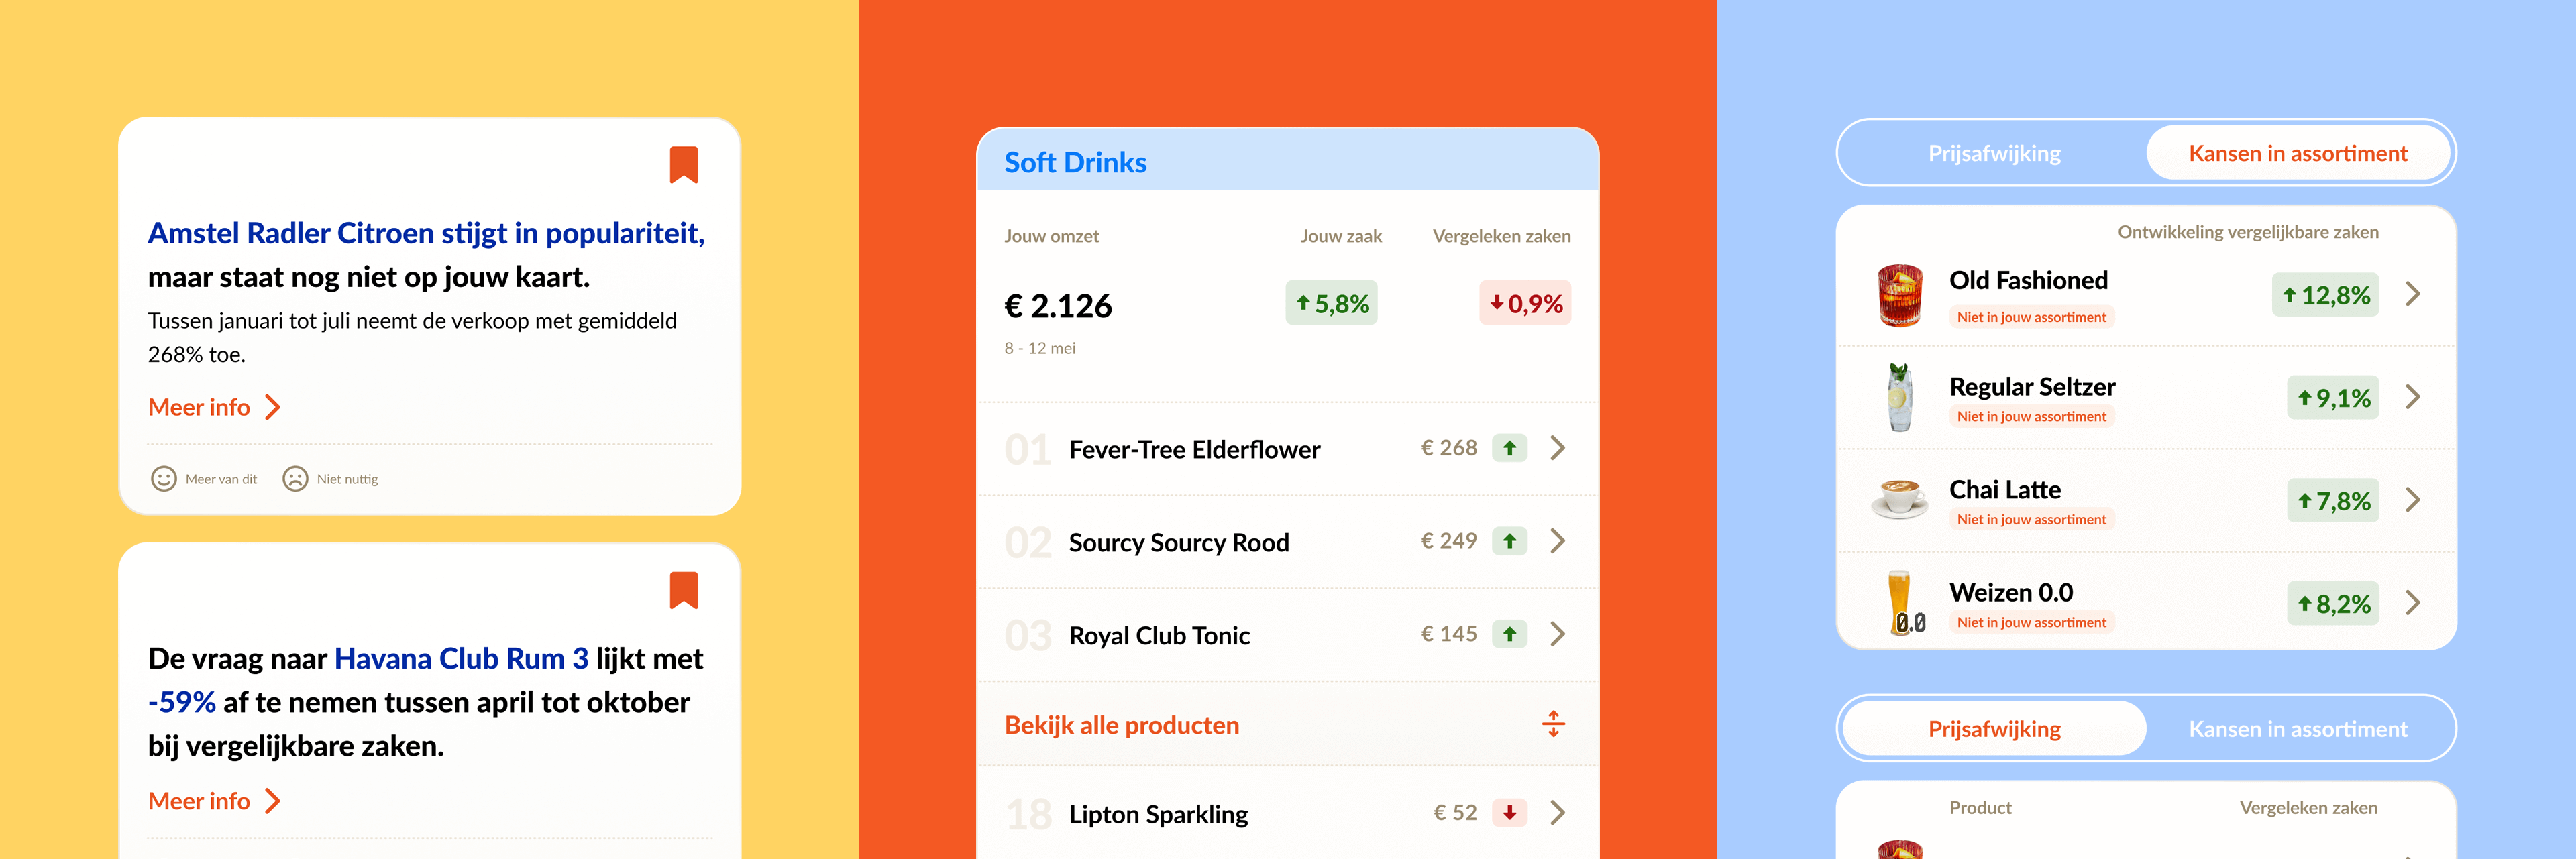 Amstel Radler Citroen stijgt in populariteit,
maar staat nog niet op jouw kaart.
Tussen januari tot juli neemt de verkoop met gemiddeld
268% toe.
Meer info
Meer van dit Niet nuttig
De vraag naar Havana Club Rum 3 lijkt met
-59% af te nemen tussen april tot oktober
bij vergelijkbare zaken.
Meer info
Soft Drinks
Jouw omzet Jouw zaak Vergeleken zaken
€ 2.126 5,8% 0,9%
8 - 12 mei
01 Fever-Tree Elderflower € 268
02 Sourcy Sourcy Rood € 249
03 Royal Club Tonic € 145
Bekijk alle producten
18 Lipton Sparkling € 52
Prijsafwijking Kansen in assortiment
Ontwikkeling vergelijkbare zaken
Old Fashioned 12,8%
Niet in jouw assortiment
Regular Seltzer 9,1%
Niet in jouw assortiment
Chai Latte 7,8%
Niet in jouw assortiment
Weizen 0.0 8,2%
0.0 Niet in jouw assortiment
Prijsafwijking Kansen in assortiment
Product Vergeleken zaken